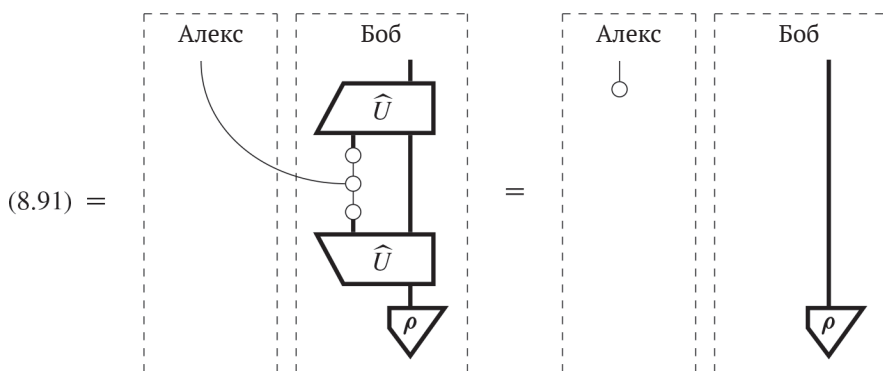 Алекс Боб Алекс Боб
Û
(8.91) = =
Û
ρ ρ